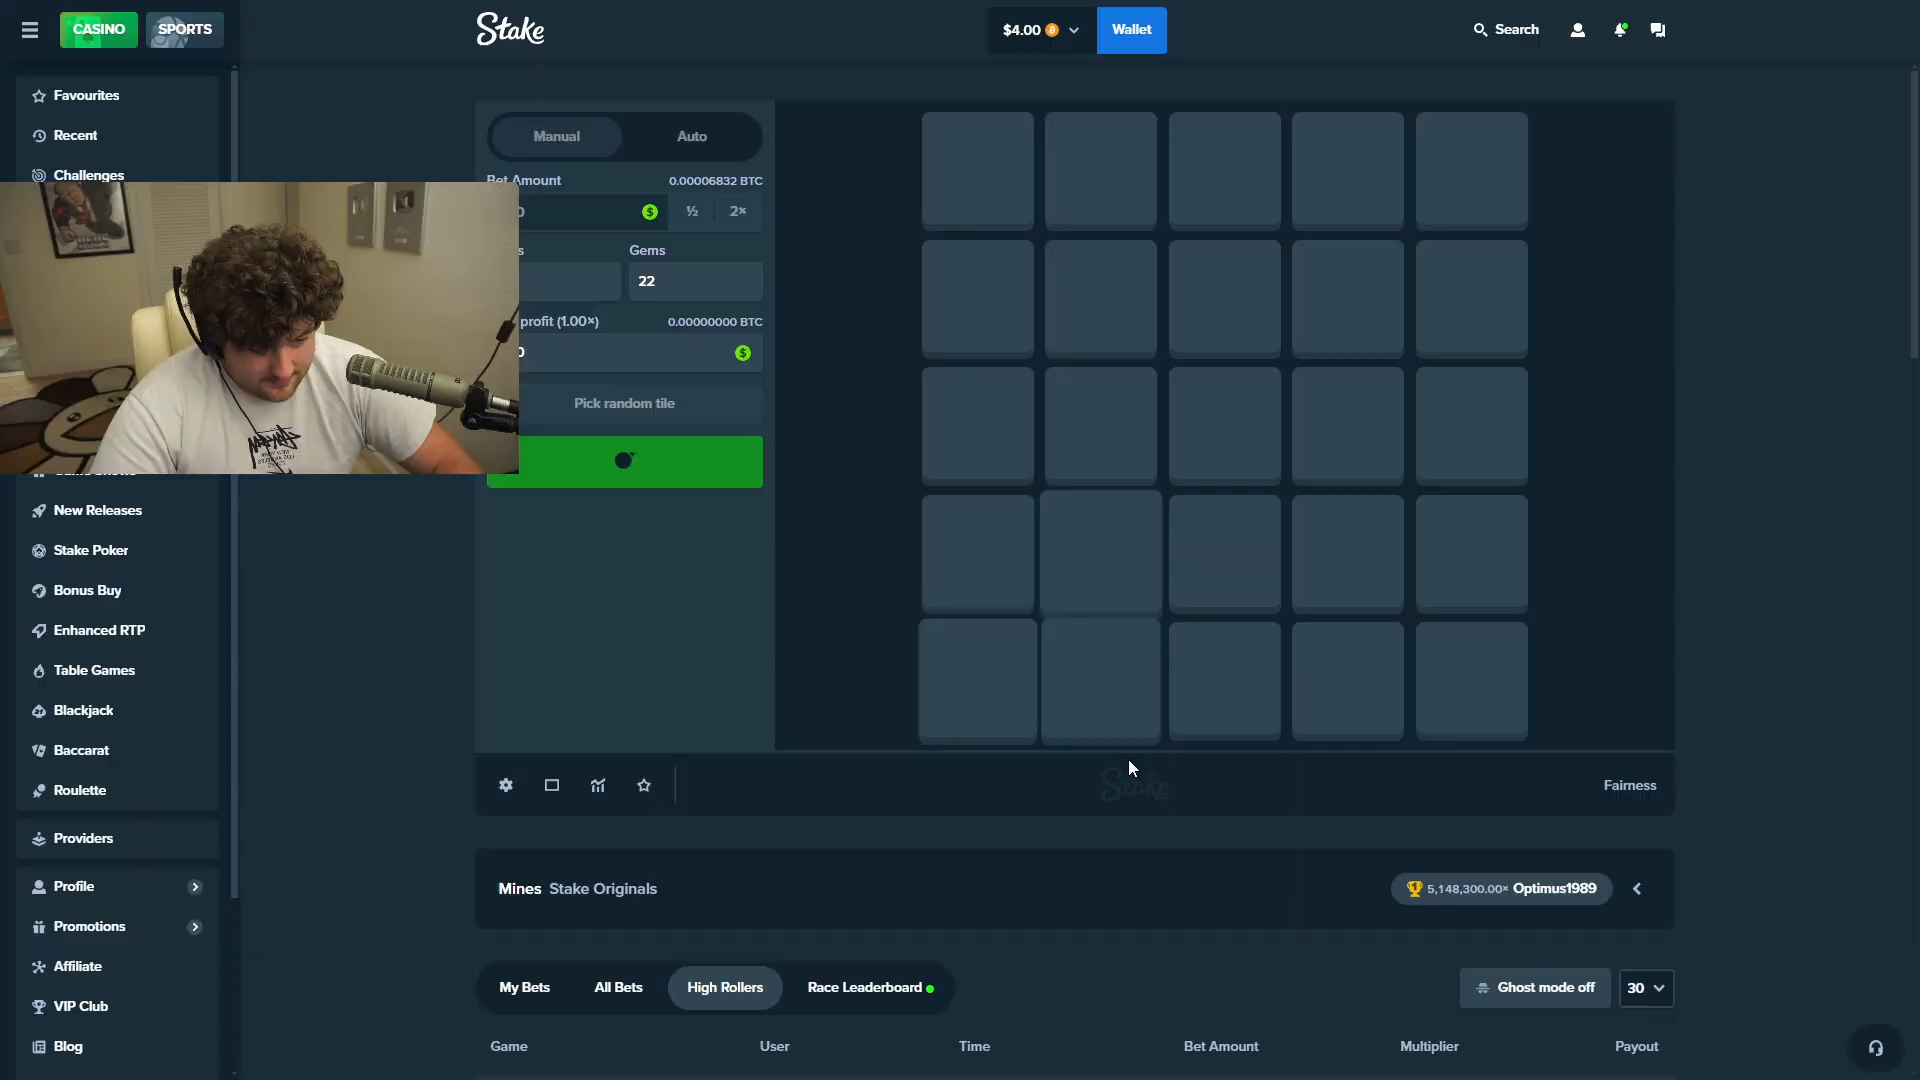 CASINO
SPORTS
Stake
$4.00
Wallet
Search
Favourites
Recent
Challenges
New Releases
Stake Poker
Bonus Buy
Enhanced RTP
Table Games
Blackjack
Baccarat
Roulette
Providers
Profile
Promotions
Affiliate
VIP Club
Blog
Manual
Auto
Bet Amount
0.00006832 BTC
½
2×
Gems
22
profit (1.00×)
0.00000000 BTC
Pick random tile
Stake
Fairness
Mines Stake Originals
5,148,300.00× Optimus1989
My Bets
All Bets
High Rollers
Race Leaderboard
Ghost mode off
30
Game
User
Time
Bet Amount
Multiplier
Payout